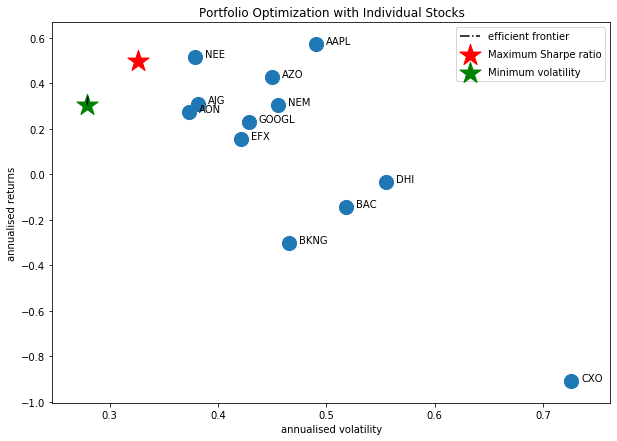 Portfolio Optimization with Individual Stocks
efficient frontier
Maximum Sharpe ratio
Minimum volatility
AAPL
NEE
AZO
NEM
AIG
AON
GOOGL
EFX
DHI
BAC
BKNG
CXO
0.6
0.4
0.2
0.0
−0.2
−0.4
−0.6
−0.8
−1.0
annualised returns
0.3 0.4 0.5 0.6 0.7
annualised volatility